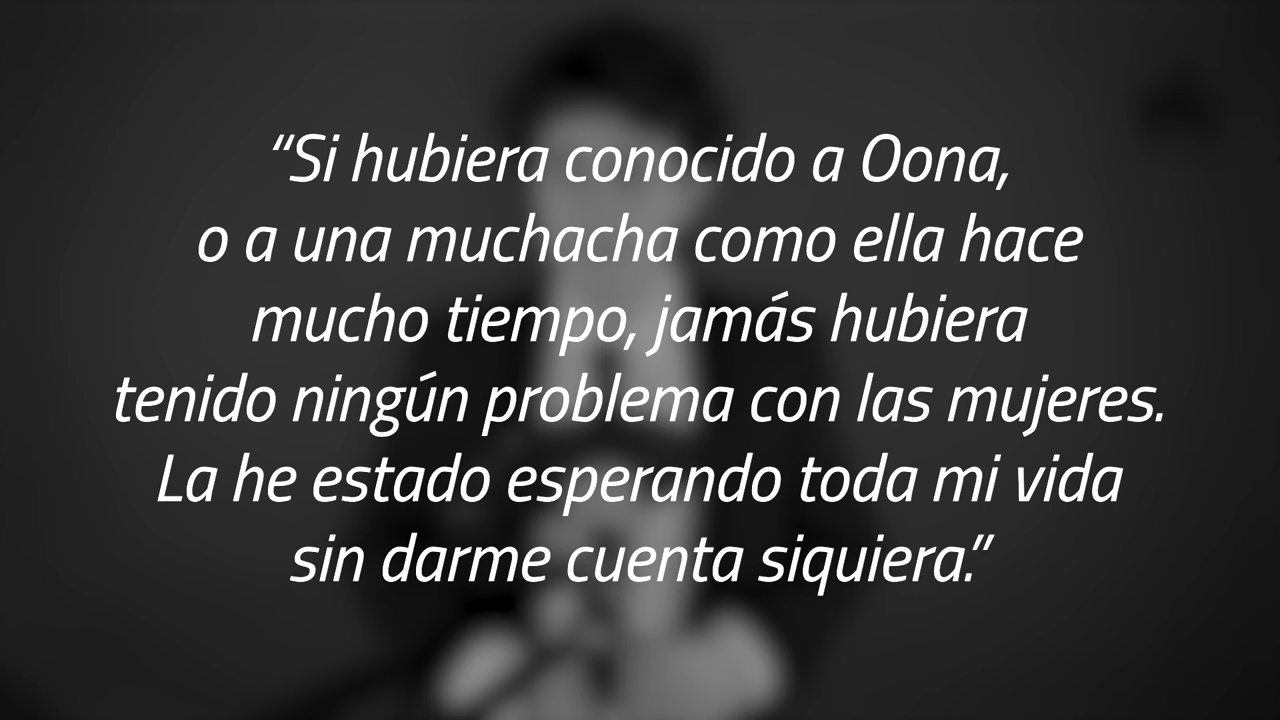 “Si hubiera conocido a Oona,
o a una muchacha como ella hace
mucho tiempo, jamás hubiera
tenido ningún problema con las mujeres.
La he estado esperando toda mi vida
sin darme cuenta siquiera.”